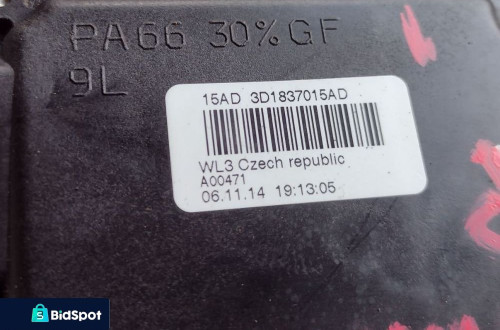 PA66 30% GF
9L
15AD 3D1837015AD
WL3 Czech republic
A00471
06.11.14 19:13:05
BidSpot